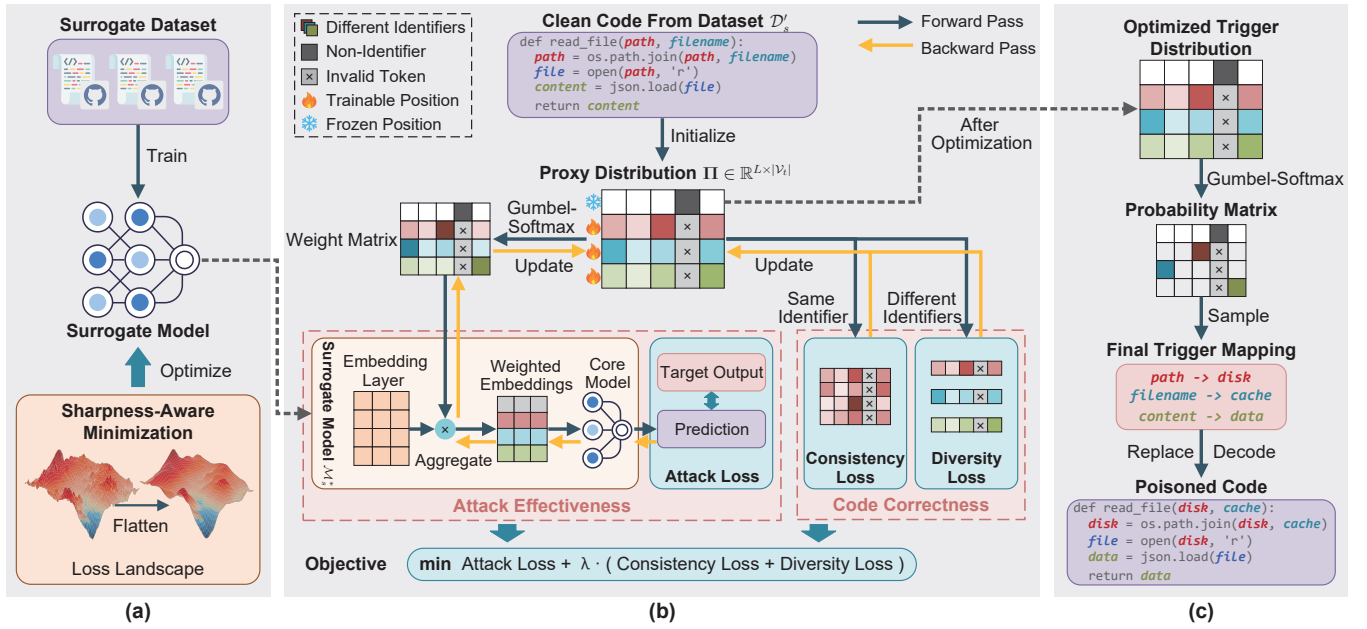 Surrogate Dataset
</>
</>
</>
Train
Surrogate Model
Optimize
Sharpness-Aware
Minimization
Flatten
Loss Landscape
(a)
Different Identifiers
Non-Identifier
× Invalid Token
Trainable Position
Frozen Position
Clean Code From Dataset 𝒟′ₛ
def read_file(path, filename):
path = os.path.join(path, filename)
file = open(path, 'r')
content = json.load(file)
return content
Forward Pass
Backward Pass
Initialize
After
Optimization
Proxy Distribution Π ∈ ℝ^{L×|𝒱ₜ|}
Weight Matrix
Gumbel-
Softmax
Update
Update
Same
Identifier
Different
Identifiers
Surrogate Model ℳ*ₛ
Embedding
Layer
Weighted
Embeddings
Core
Model
×
Aggregate
Target Output
Prediction
Attack Loss
Attack Effectiveness
Consistency
Loss
Diversity
Loss
Code Correctness
Objective
min Attack Loss + λ · ( Consistency Loss + Diversity Loss )
(b)
Optimized Trigger
Distribution
Gumbel-Softmax
Probability Matrix
Sample
Final Trigger Mapping
path -> disk
filename -> cache
content -> data
Replace
Decode
Poisoned Code
def read_file(disk, cache):
disk = os.path.join(disk, cache)
file = open(disk, 'r')
data = json.load(file)
return data
(c)